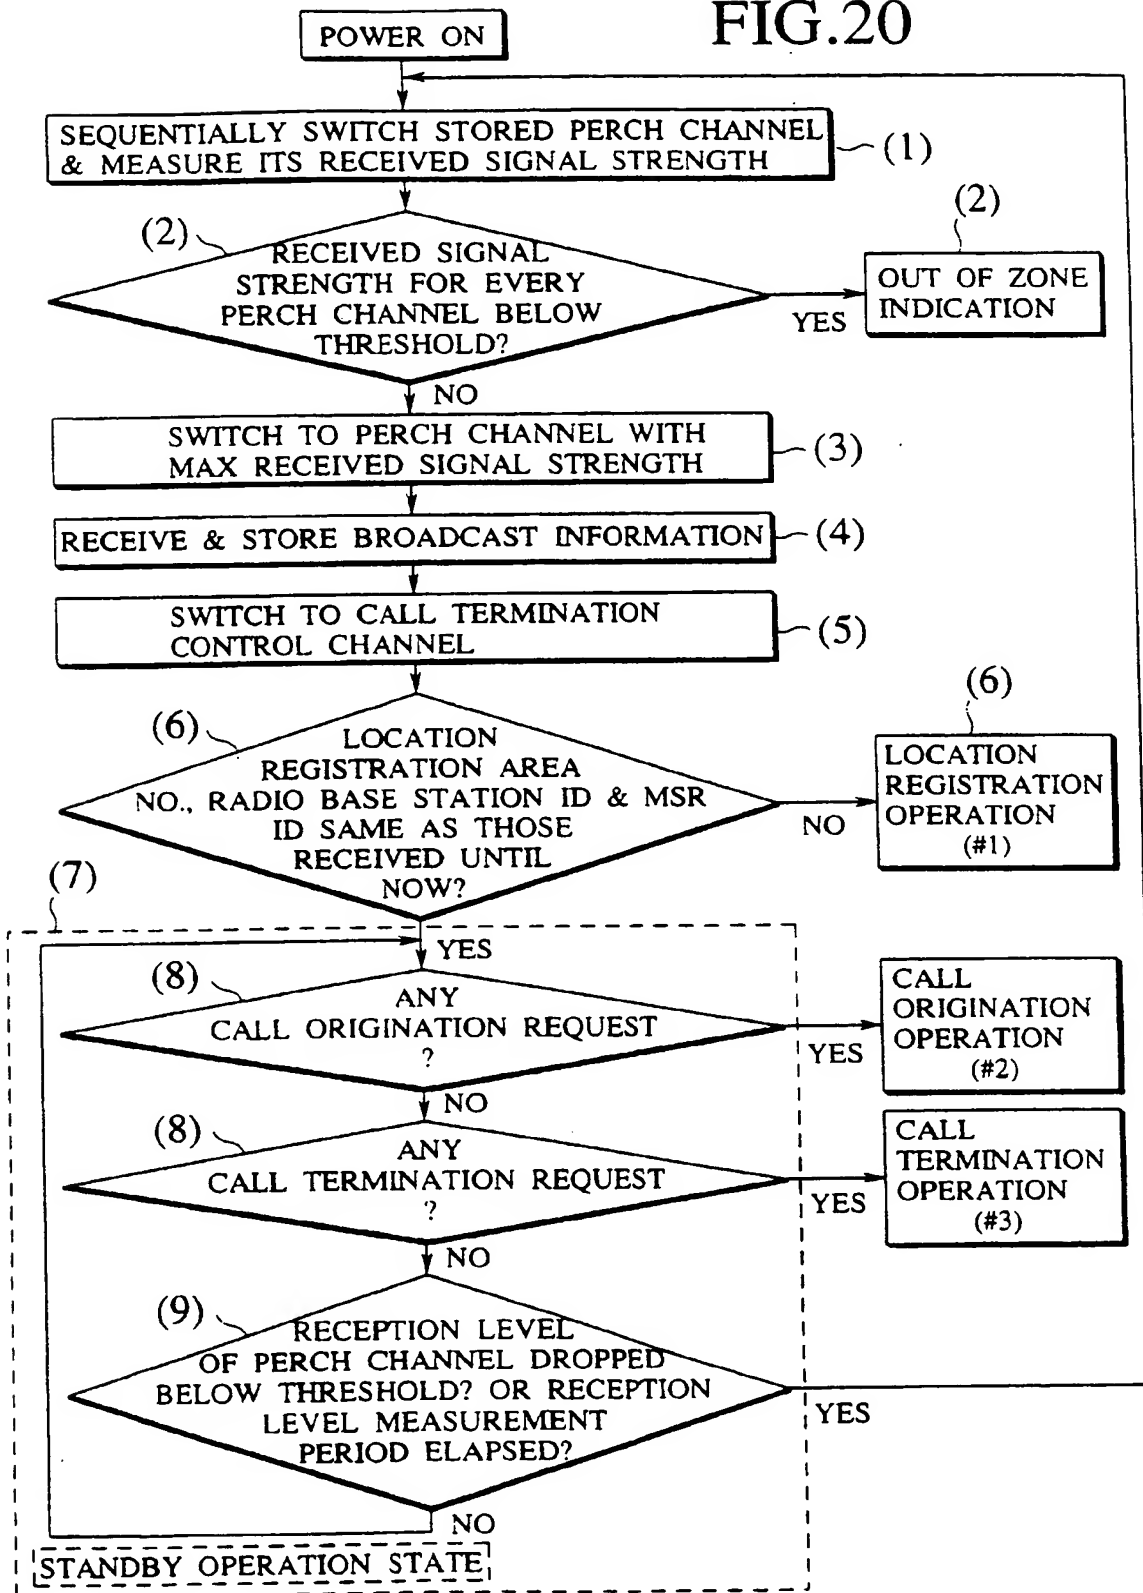 FIG.20
POWER ON
SEQUENTIALLY SWITCH STORED PERCH CHANNEL
& MEASURE ITS RECEIVED SIGNAL STRENGTH
(1)
(2)
RECEIVED SIGNAL
STRENGTH FOR EVERY
PERCH CHANNEL BELOW
THRESHOLD?
YES
(2)
OUT OF ZONE
INDICATION
NO
SWITCH TO PERCH CHANNEL WITH
MAX RECEIVED SIGNAL STRENGTH
(3)
RECEIVE & STORE BROADCAST INFORMATION
(4)
SWITCH TO CALL TERMINATION
CONTROL CHANNEL
(5)
(6)
LOCATION
REGISTRATION AREA
NO., RADIO BASE STATION ID & MSR
ID SAME AS THOSE
RECEIVED UNTIL
NOW?
NO
(6)
LOCATION
REGISTRATION
OPERATION
(#1)
(7)
YES
(8)
ANY
CALL ORIGINATION REQUEST
?
YES
CALL
ORIGINATION
OPERATION
(#2)
NO
(8)
ANY
CALL TERMINATION REQUEST
?
YES
CALL
TERMINATION
OPERATION
(#3)
NO
(9)
RECEPTION LEVEL
OF PERCH CHANNEL DROPPED
BELOW THRESHOLD? OR RECEPTION
LEVEL MEASUREMENT
PERIOD ELAPSED?
YES
NO
STANDBY OPERATION STATE